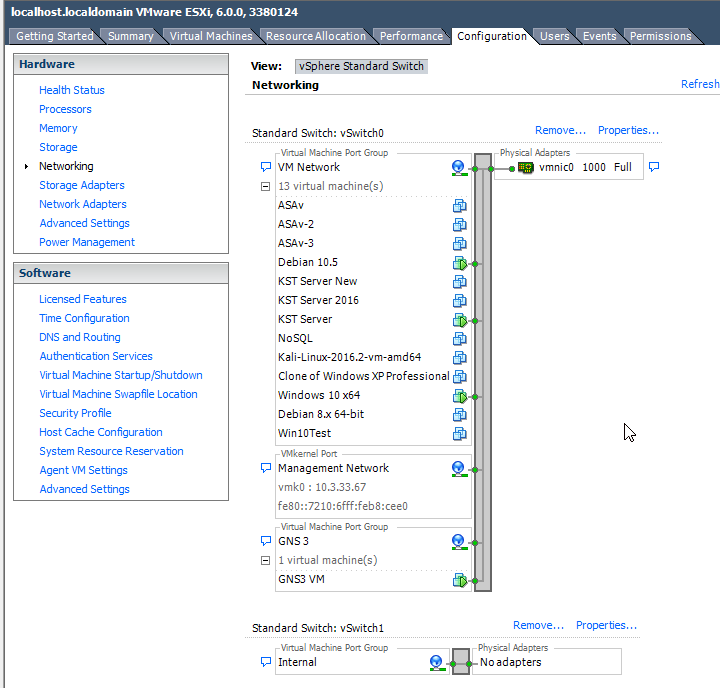 localhost.localdomain VMware ESXi, 6.0.0, 3380124
Getting Started Summary Virtual Machines Resource Allocation Performance Configuration Users Events Permissions
Hardware
Health Status
Processors
Memory
Storage
Networking
Storage Adapters
Network Adapters
Advanced Settings
Power Management
Software
Licensed Features
Time Configuration
DNS and Routing
Authentication Services
Virtual Machine Startup/Shutdown
Virtual Machine Swapfile Location
Security Profile
Host Cache Configuration
System Resource Reservation
Agent VM Settings
Advanced Settings
View: vSphere Standard Switch
Networking Refresh
Standard Switch: vSwitch0 Remove... Properties...
Virtual Machine Port Group Physical Adapters
VM Network vmnic0 1000 Full
13 virtual machine(s)
ASAv
ASAv-2
ASAv-3
Debian 10.5
KST Server New
KST Server 2016
KST Server
NoSQL
Kali-Linux-2016.2-vm-amd64
Clone of Windows XP Professional
Windows 10 x64
Debian 8.x 64-bit
Win10Test
VMkernel Port
Management Network
vmk0 : 10.3.33.67
fe80::7210:6fff:feb8:cee0
Virtual Machine Port Group
GNS 3
1 virtual machine(s)
GNS3 VM
Standard Switch: vSwitch1 Remove... Properties...
Virtual Machine Port Group Physical Adapters
Internal No adapters